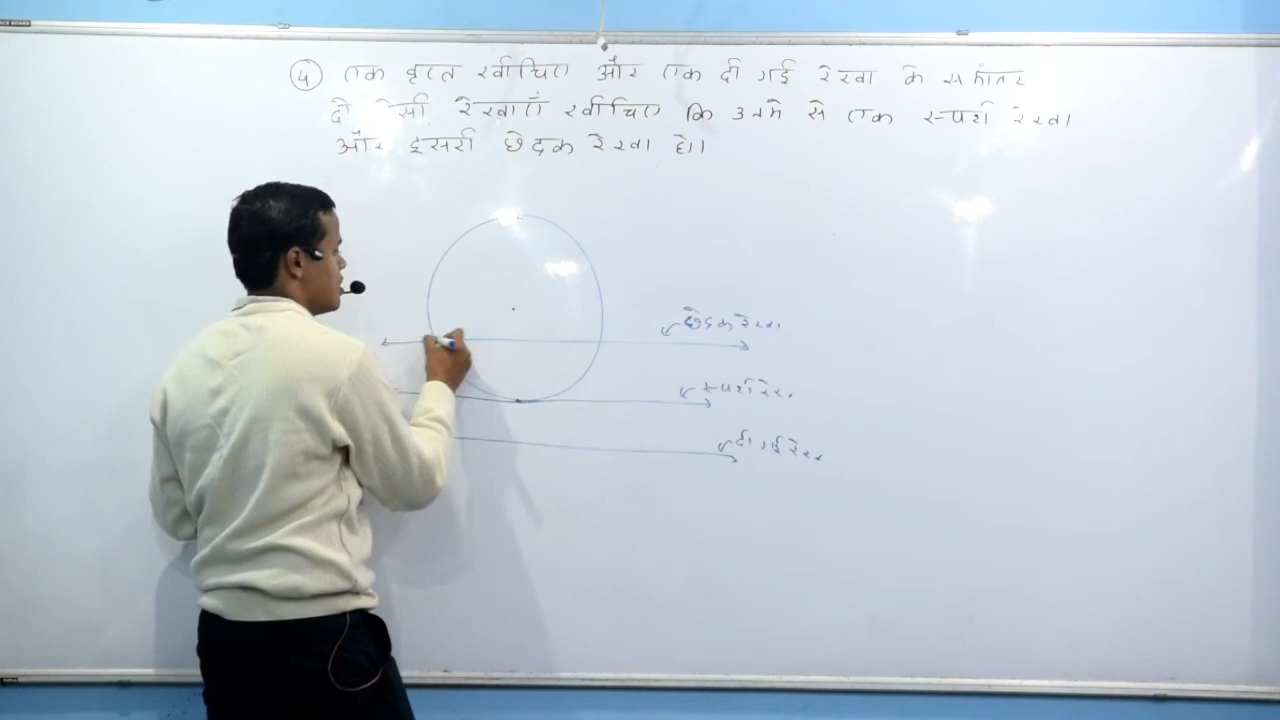 ④ एक वृत्त खींचिए और एक दी गई रेखा के समांतर
दो ऐसी रेखाएँ खींचिए कि उनमे से एक स्पर्श रेखा
और दूसरी छेदक रेखा हो।
छेदक रेखा
स्पर्श रेखा
दी गई रेखा